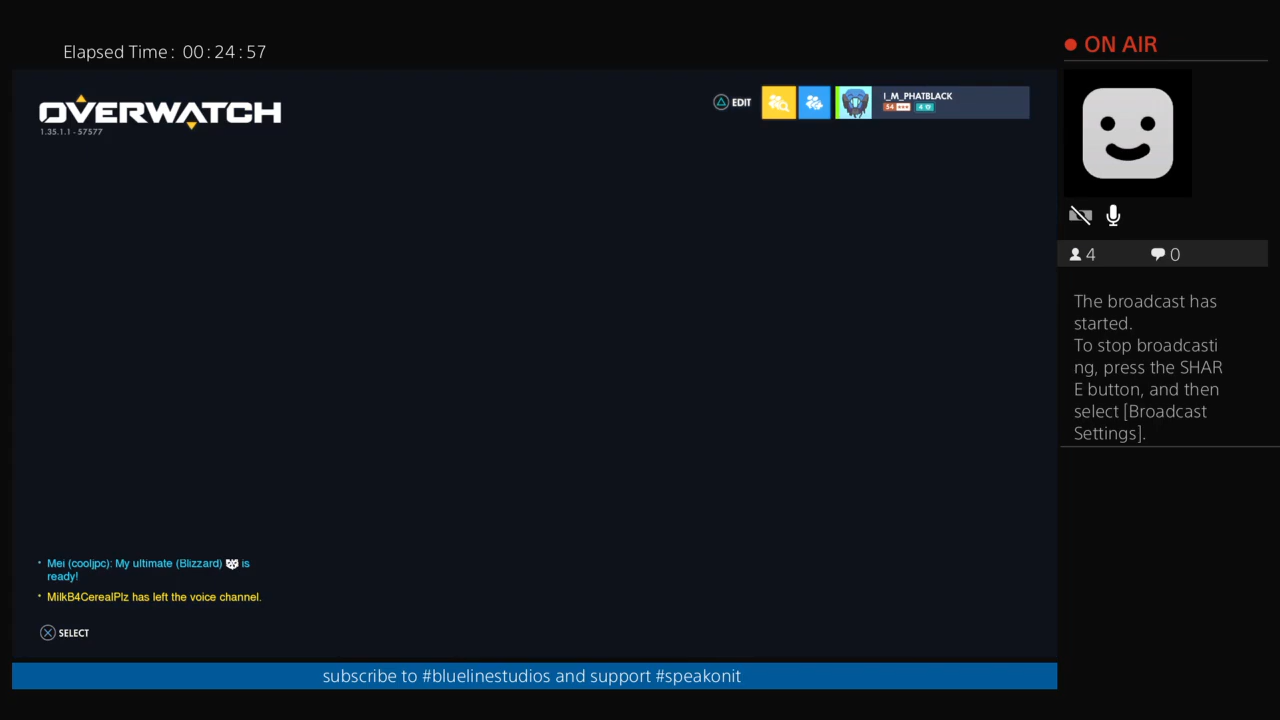 Elapsed Time: 00:24:57
ON AIR
OVERWATCH
1.35.1.1 - 57577
EDIT
I_M_PHATBLACK
54
4
4
0
The broadcast has
started.
To stop broadcasti
ng, press the SHAR
E button, and then
select [Broadcast
Settings].
Mei (cooljpc): My ultimate (Blizzard) is
ready!
MilkB4CerealPlz has left the voice channel.
SELECT
subscribe to #bluelinestudios and support #speakonit